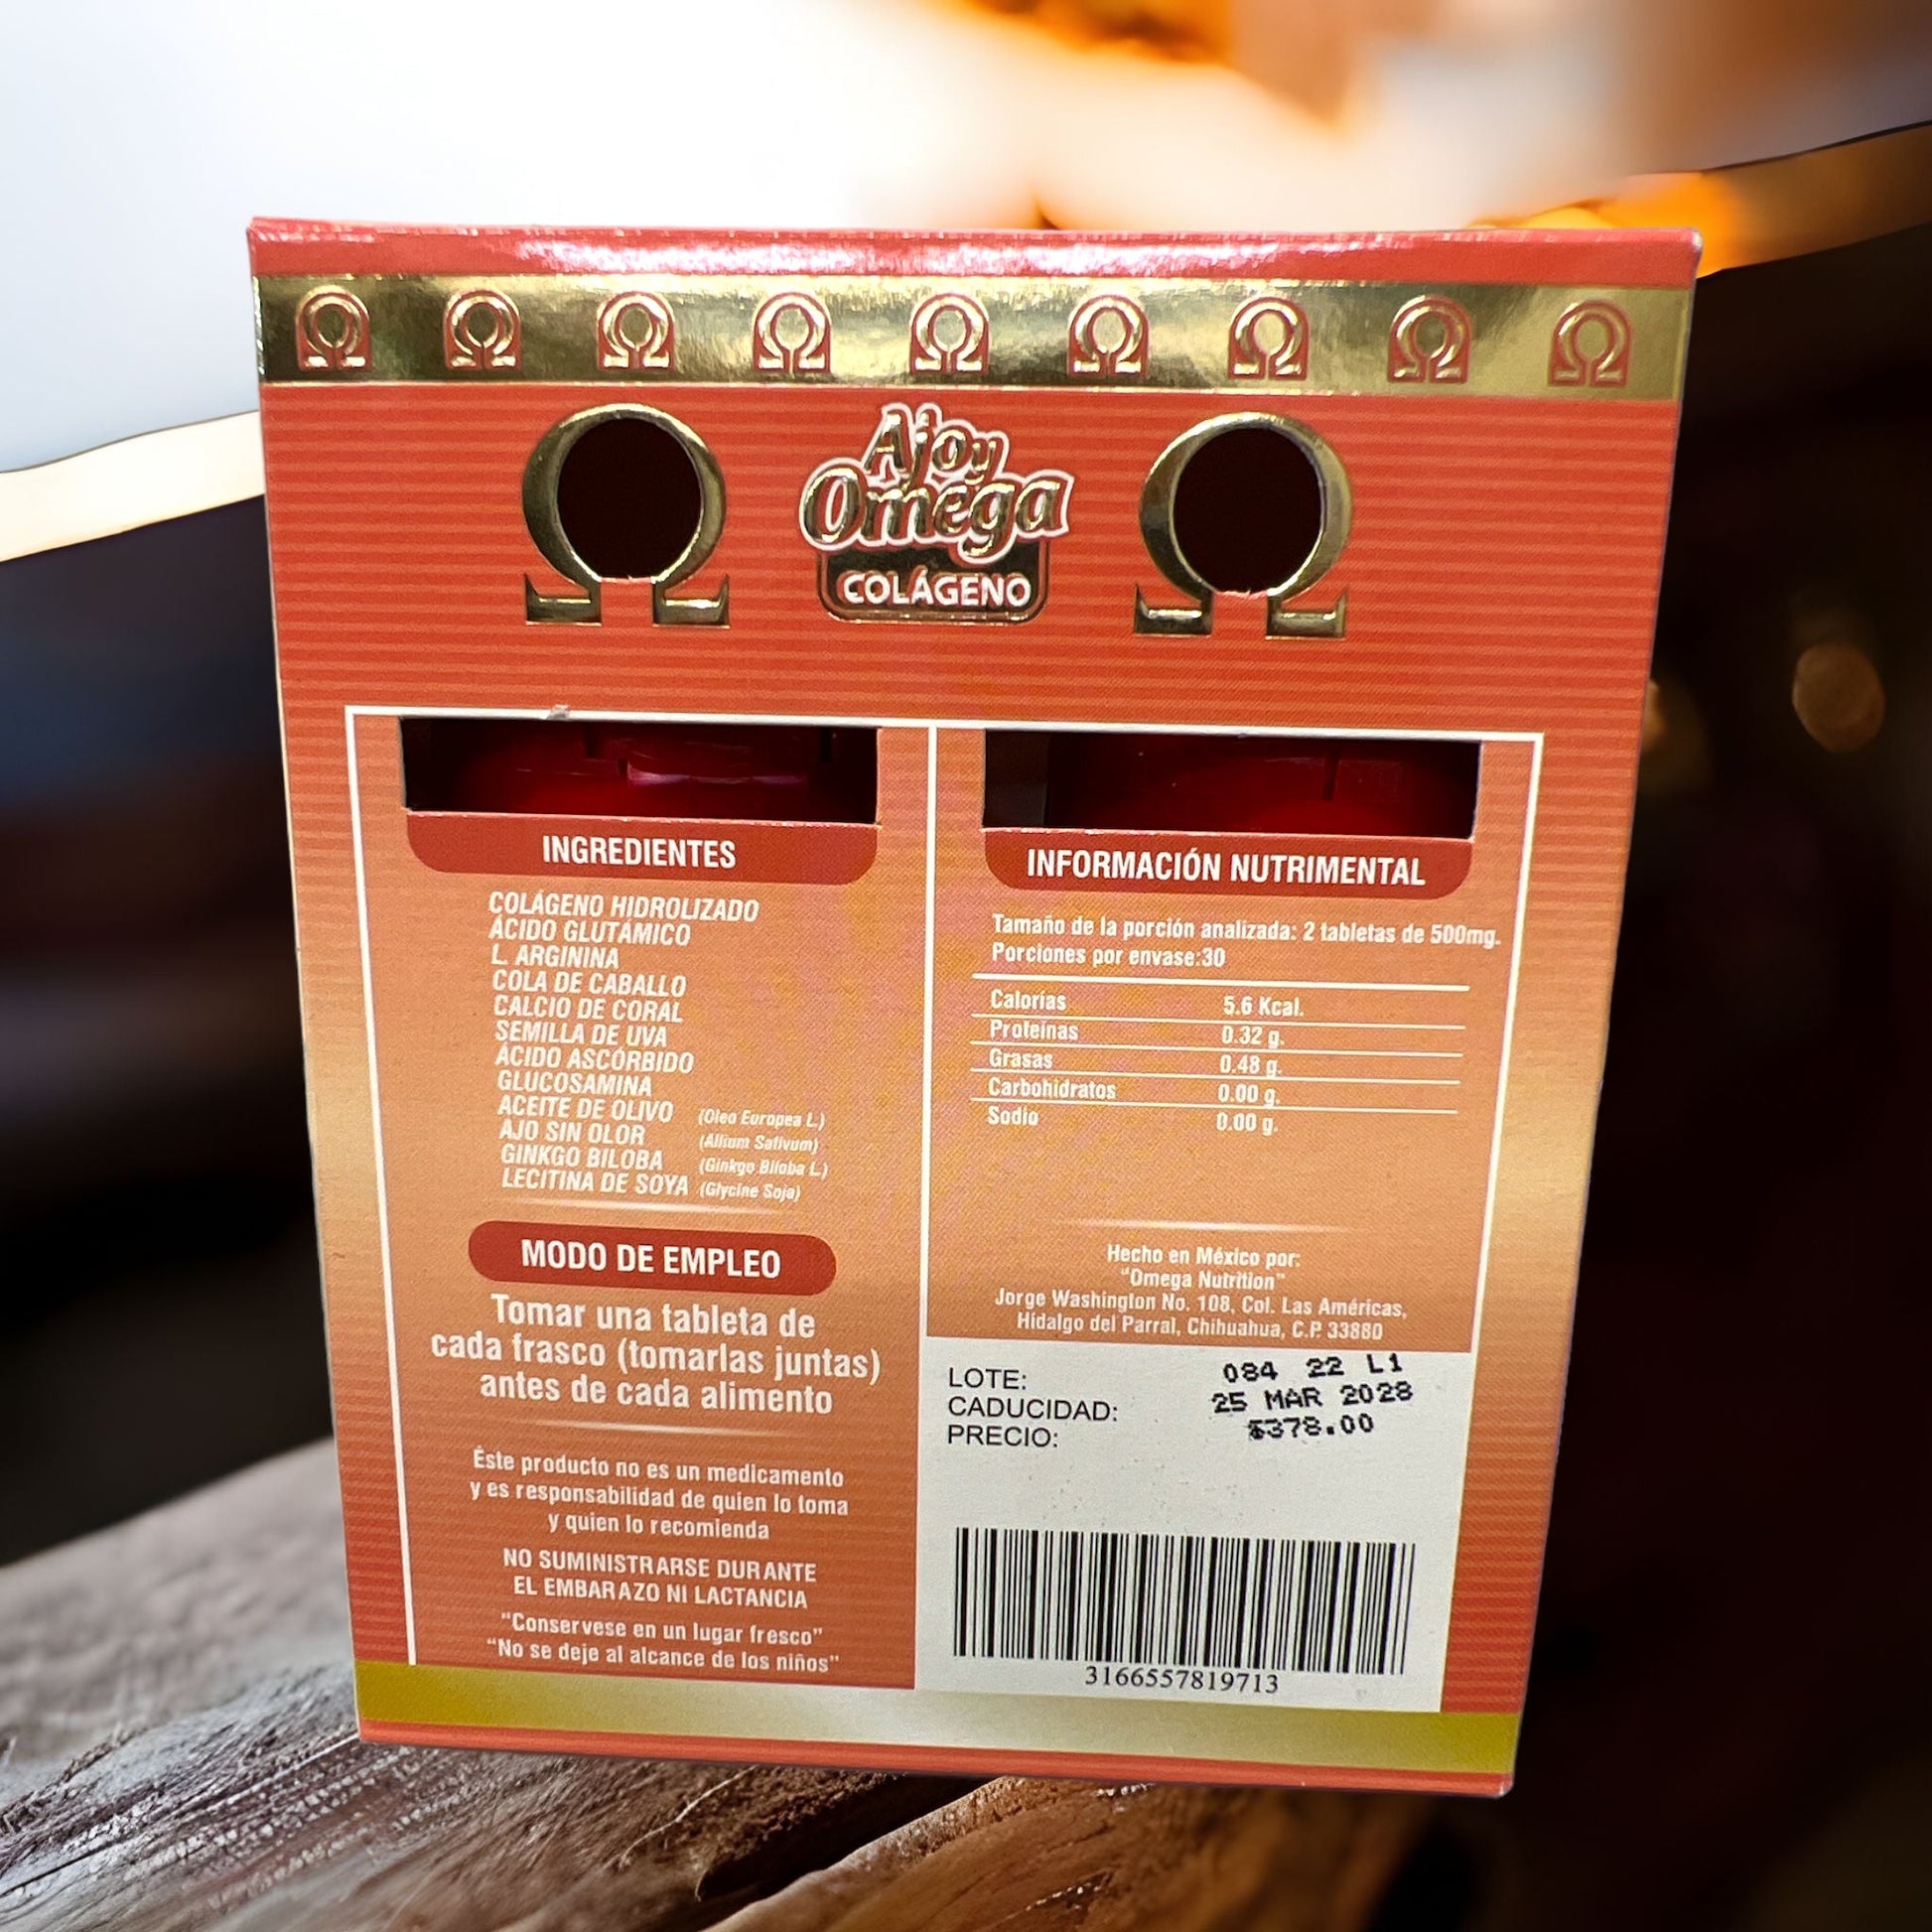 Ajo y
Omega
COLÁGENO
INGREDIENTES
COLÁGENO HIDROLIZADO
ÁCIDO GLUTÁMICO
L. ARGININA
COLA DE CABALLO
CALCIO DE CORAL
SEMILLA DE UVA
ÁCIDO ASCÓRBIDO
GLUCOSAMINA
ACEITE DE OLIVO (Oleo Europea L.)
AJO SIN OLOR (Allium Sativum)
GINKGO BILOBA (Ginkgo Biloba L.)
LECITINA DE SOYA (Glycine Soja)
MODO DE EMPLEO
Tomar una tableta de
cada frasco (tomarlas juntas)
antes de cada alimento
Éste producto no es un medicamento
y es responsabilidad de quien lo toma
y quien lo recomienda
NO SUMINISTRARSE DURANTE
EL EMBARAZO NI LACTANCIA
"Conservese en un lugar fresco"
"No se deje al alcance de los niños"
INFORMACIÓN NUTRIMENTAL
Tamaño de la porción analizada: 2 tabletas de 500mg.
Porciones por envase:30
Calorías 5.6 Kcal.
Proteínas 0.32 g.
Grasas 0.48 g.
Carbohidratos 0.00 g.
Sodio 0.00 g.
Hecho en México por:
"Omega Nutrition"
Jorge Washington No. 108, Col. Las Américas,
Hidalgo del Parral, Chihuahua, C.P. 33880
LOTE: 084 22 L1
CADUCIDAD: 25 MAR 2028
PRECIO: $378.00
3166557819713